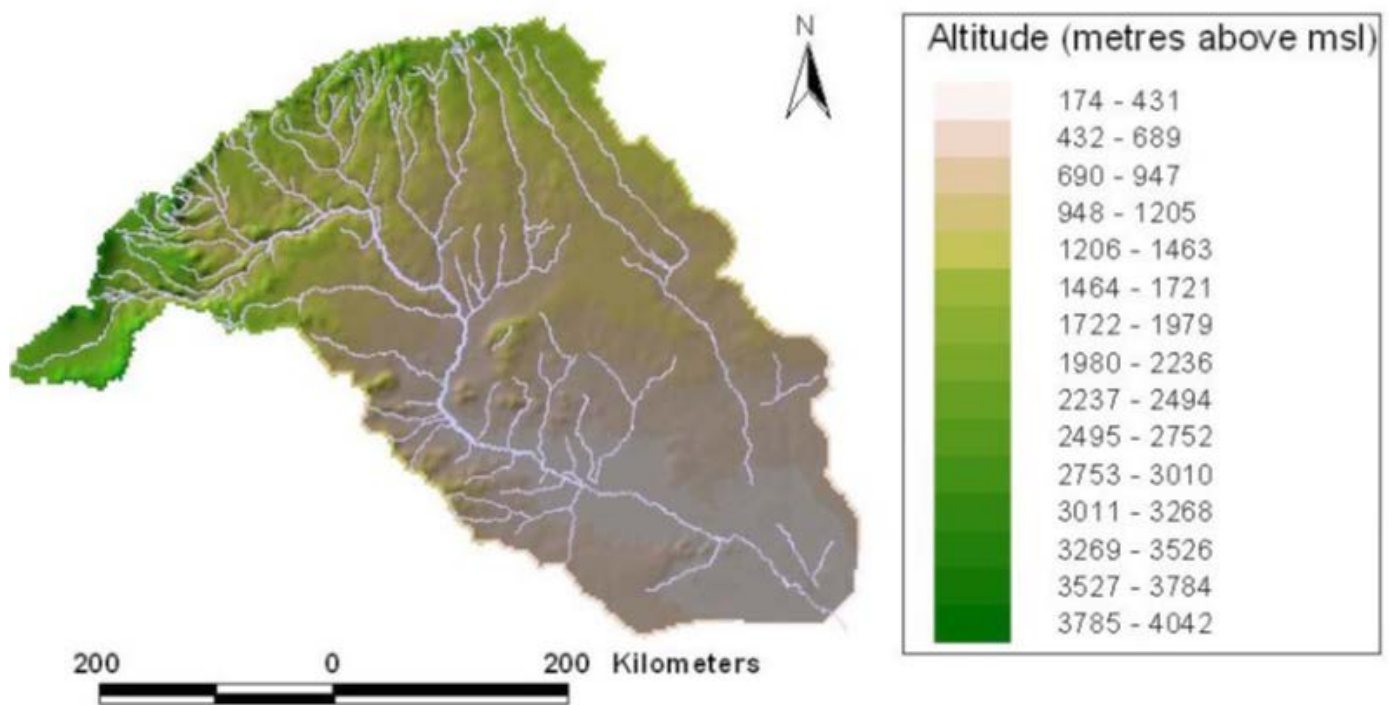 N
Altitude (metres above msl)
174 - 431
432 - 689
690 - 947
948 - 1205
1206 - 1463
1464 - 1721
1722 - 1979
1980 - 2236
2237 - 2494
2495 - 2752
2753 - 3010
3011 - 3268
3269 - 3526
3527 - 3784
3785 - 4042
200 0 200 Kilometers